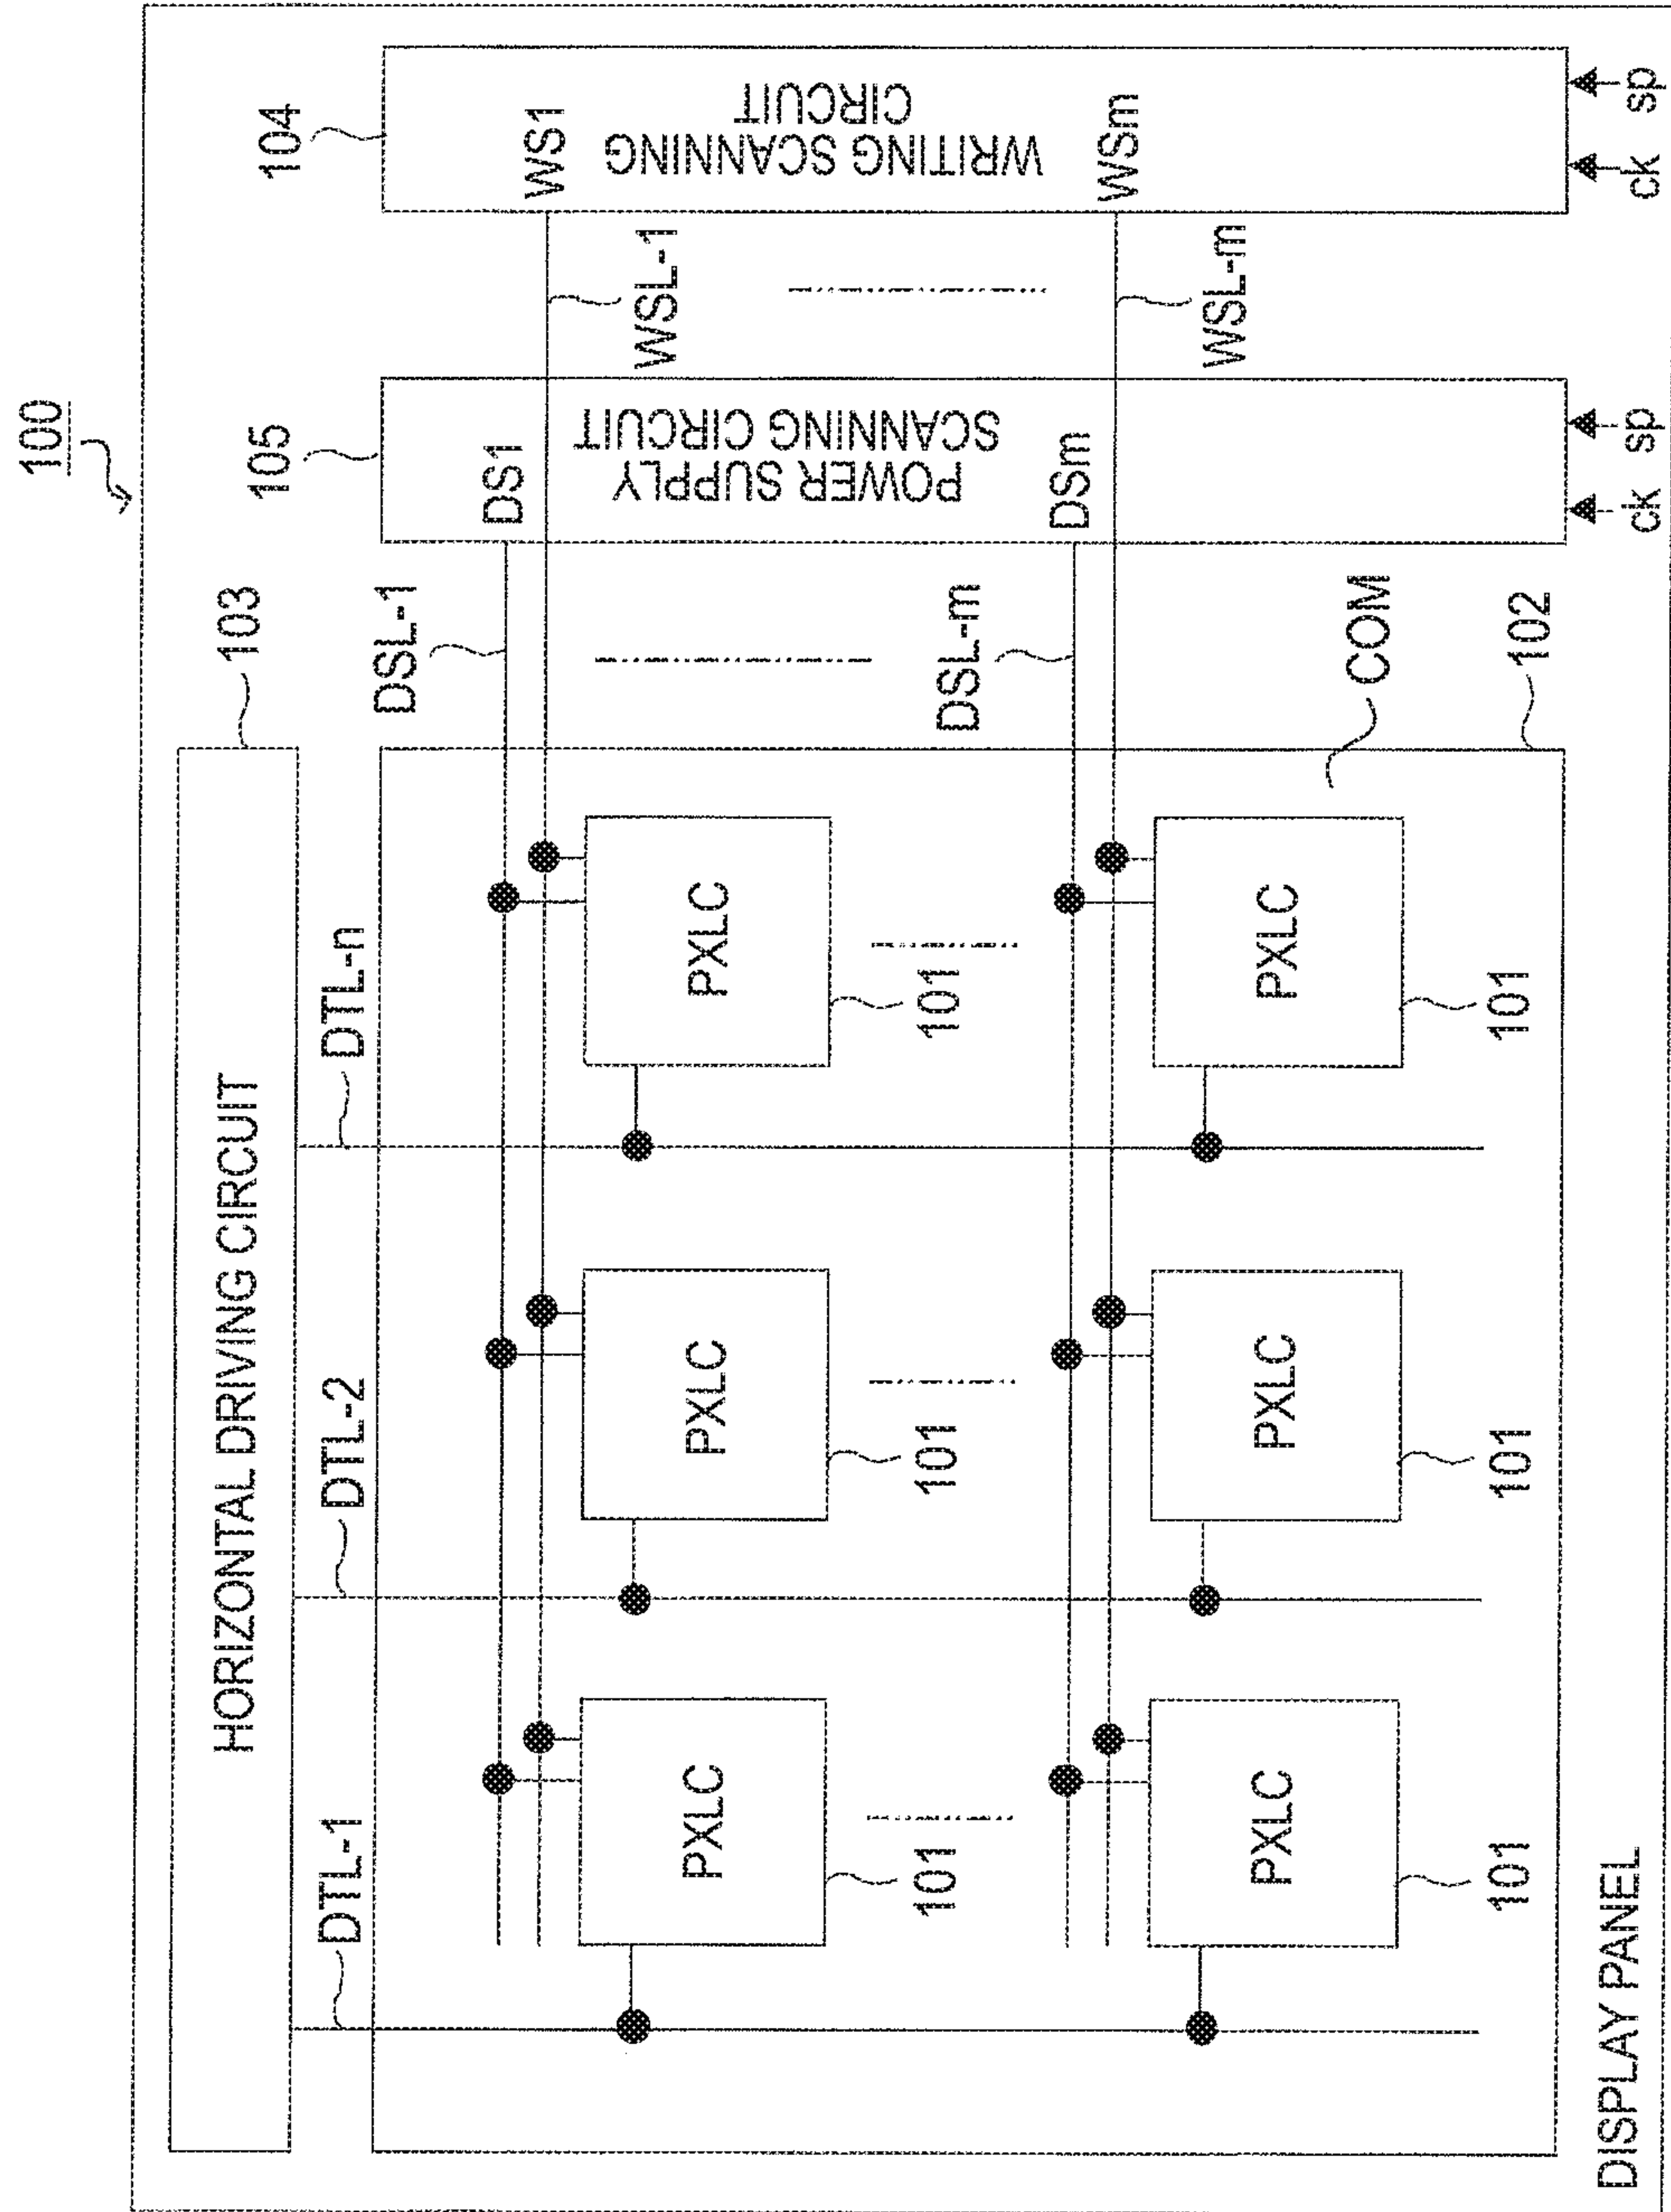 100
HORIZONTAL DRIVING CIRCUIT
103
105
104
DTL-1
DTL-2
DTL-n
DSL-1
DS1
WS1
WSL-1
POWER SUPPLY
SCANNING CIRCUIT
WRITING SCANNING
CIRCUIT
PXLC
PXLC
PXLC
101
101
101
DSL-m
DSm
WSm
WSL-m
PXLC
PXLC
PXLC
COM
101
101
101
102
ck
sp
ck
sp
DISPLAY PANEL